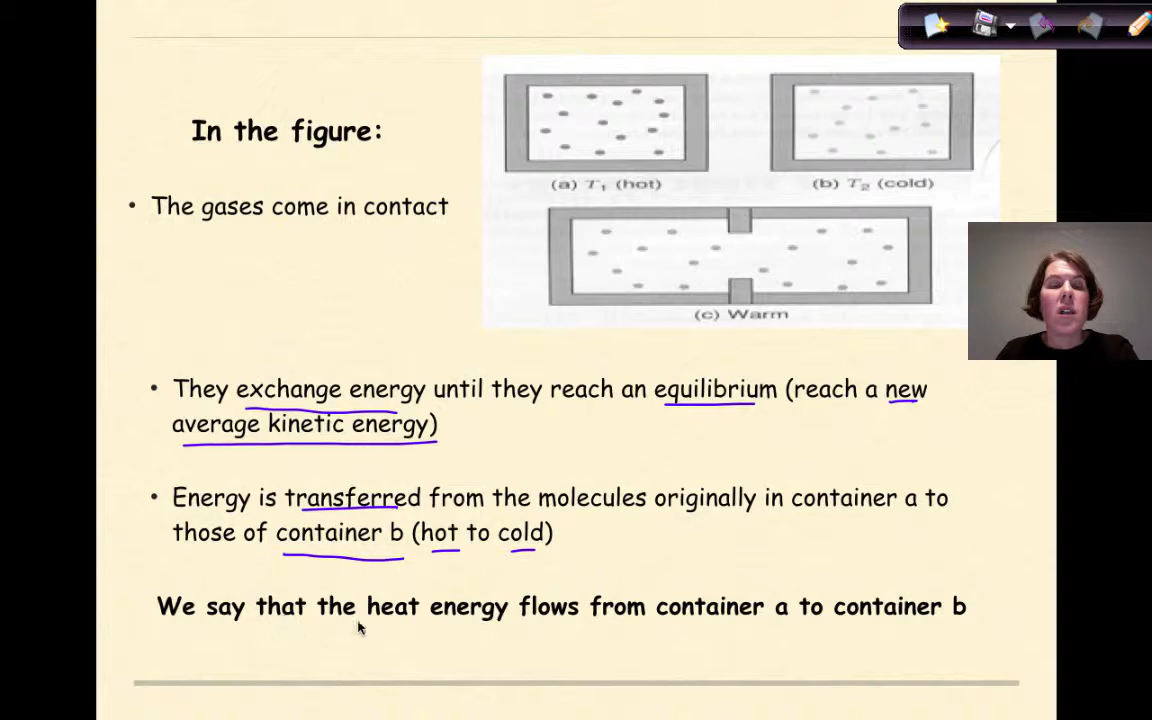 In the figure:
• The gases come in contact
(a) T₁ (hot)
(b) T₂ (cold)
(c) Warm
• They exchange energy until they reach an equilibrium (reach a new
average kinetic energy)
• Energy is transferred from the molecules originally in container a to
those of container b (hot to cold)
We say that the heat energy flows from container a to container b